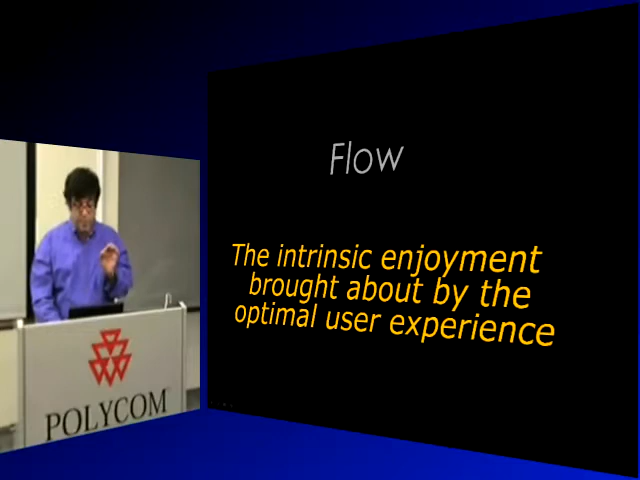 Flow
The intrinsic enjoyment
brought about by the
optimal user experience
POLYCOM